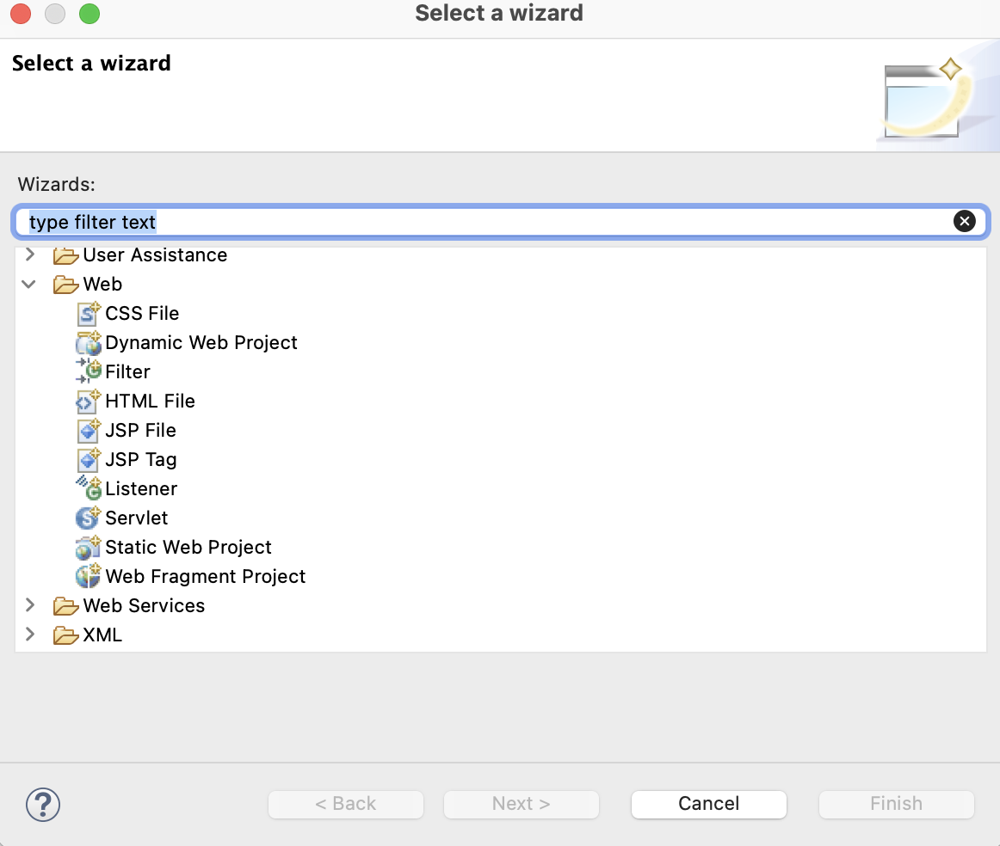 Select a wizard
Select a wizard
Wizards:
type filter text
User Assistance
Web
CSS File
Dynamic Web Project
Filter
HTML File
JSP File
JSP Tag
Listener
Servlet
Static Web Project
Web Fragment Project
Web Services
XML
? < Back Next > Cancel Finish